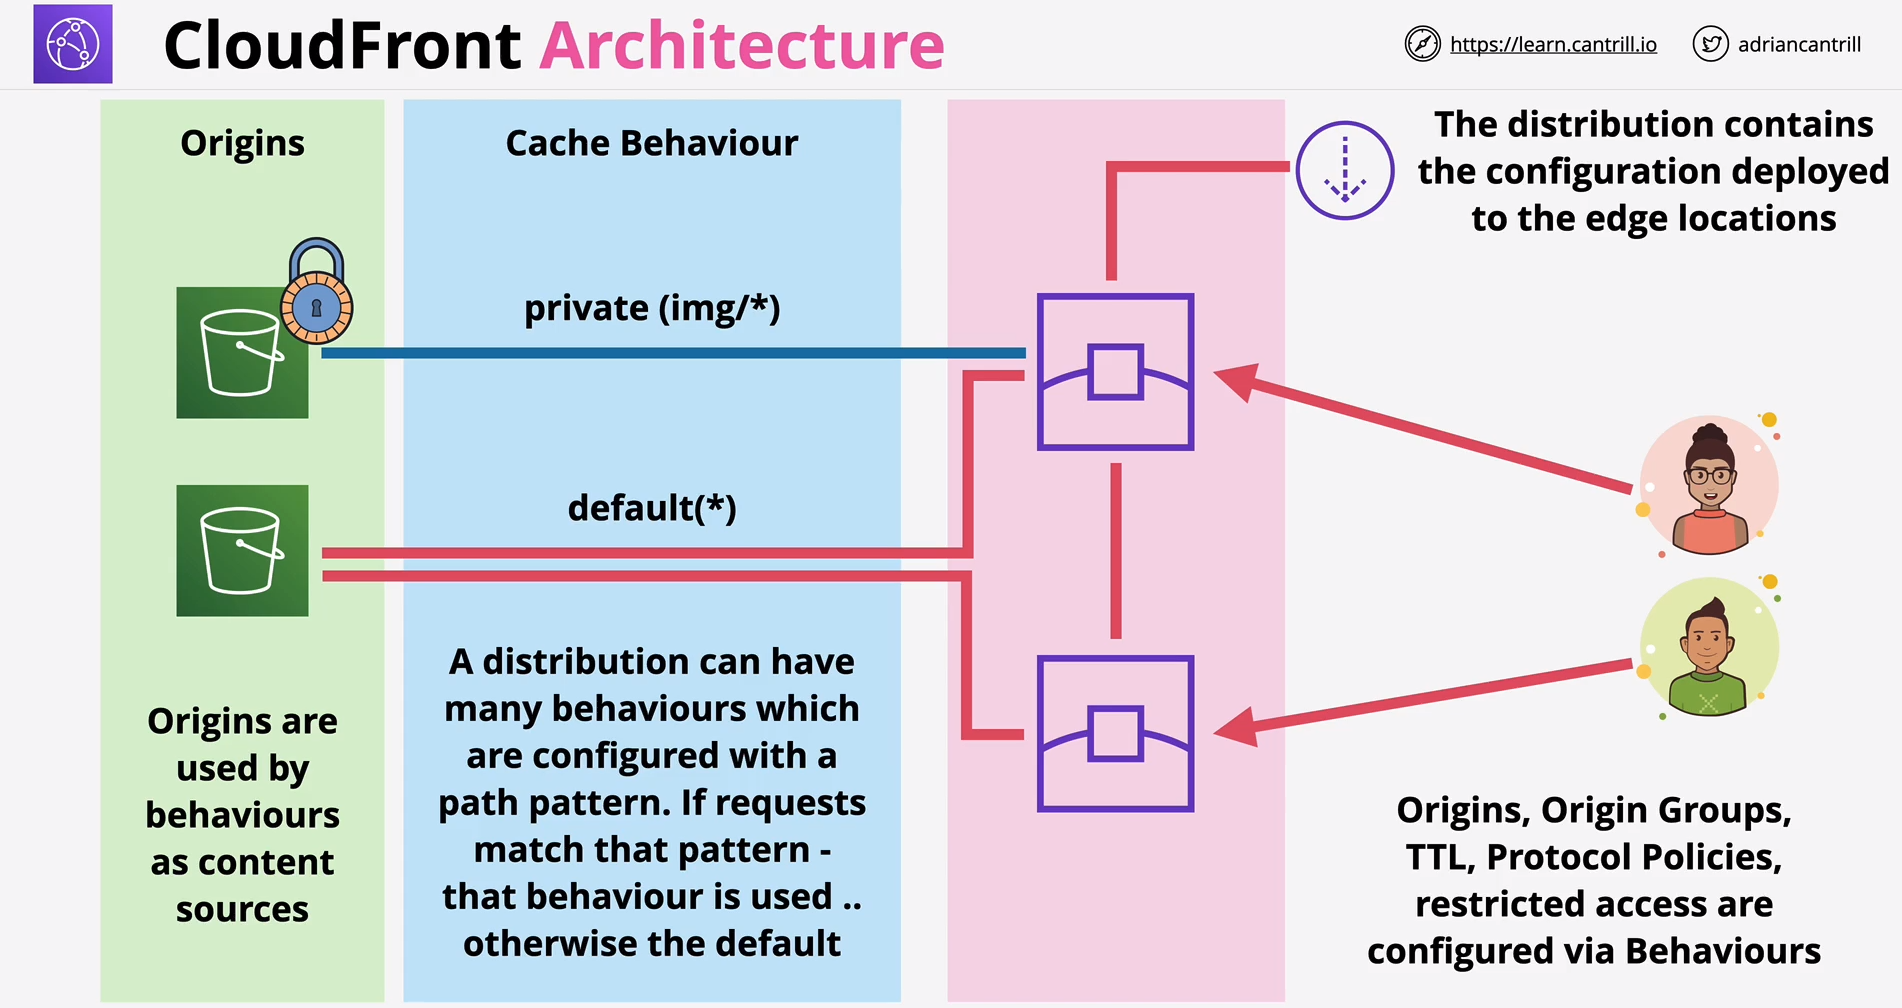 CloudFront Architecture
https://learn.cantrill.io
adriancantrill
Origins
Cache Behaviour
The distribution contains
the configuration deployed
to the edge locations
private (img/*)
default(*)
Origins are
used by
behaviours
as content
sources
A distribution can have
many behaviours which
are configured with a
path pattern. If requests
match that pattern -
that behaviour is used ..
otherwise the default
Origins, Origin Groups,
TTL, Protocol Policies,
restricted access are
configured via Behaviours